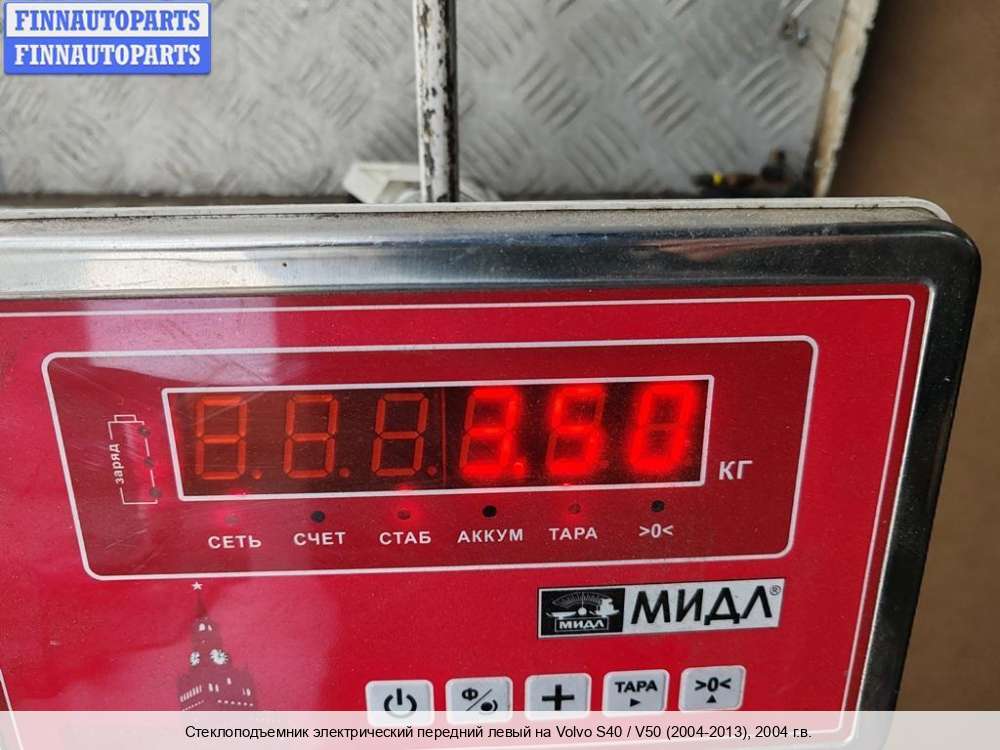 FINNAUTOPARTS
FINNAUTOPARTS
заряд
3.50
КГ
СЕТЬ СЧЕТ СТАБ АККУМ ТАРА >0<
МИДЛ
МИДЛ®
Ф
ТАРА
>0<
Стеклоподъемник электрический передний левый на Volvo S40 / V50 (2004-2013), 2004 г.в.